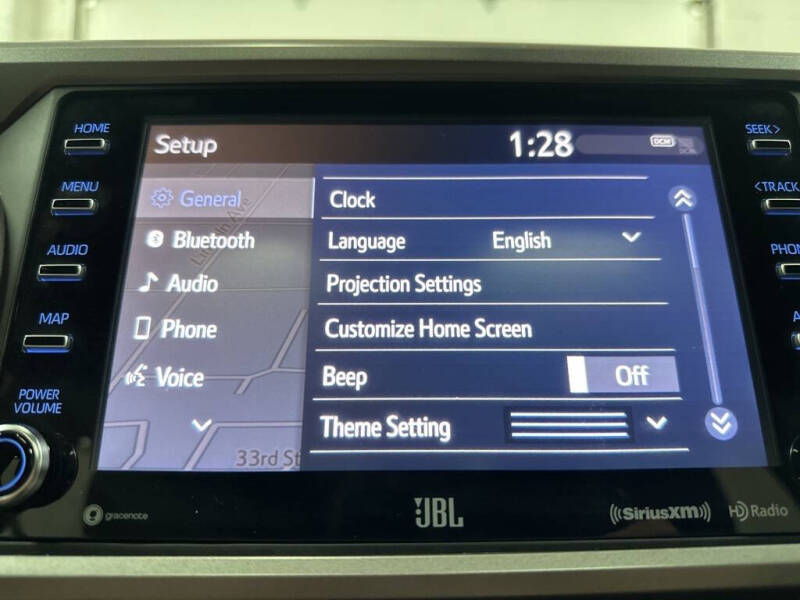 HOME
MENU
AUDIO
MAP
POWER
VOLUME
Setup
1:28
DCM
General
Bluetooth
Audio
Phone
Voice
33rd St
Clock
Language English
Projection Settings
Customize Home Screen
Beep Off
Theme Setting
SEEK>
<TRACK
gracenote
JBL
SiriusXM
HD Radio